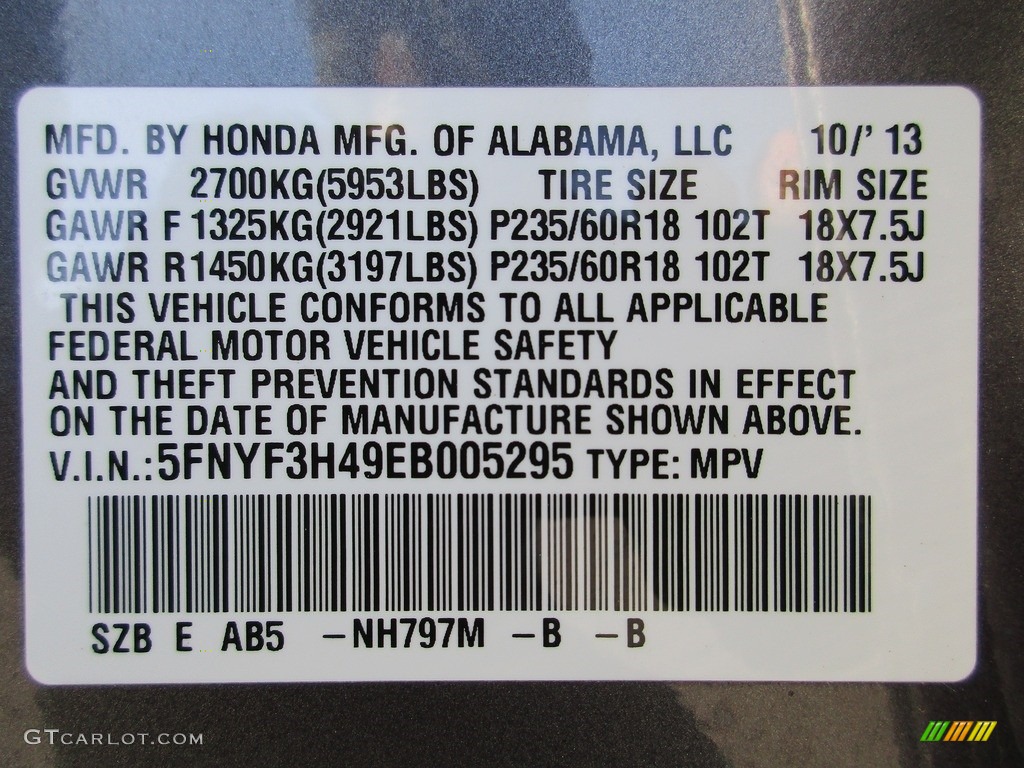 MFD. BY HONDA MFG. OF ALABAMA, LLC 10/' 13
GVWR 2700KG(5953LBS) TIRE SIZE RIM SIZE
GAWR F 1325KG(2921LBS) P235/60R18 102T 18X7.5J
GAWR R1450KG(3197LBS) P235/60R18 102T 18X7.5J
THIS VEHICLE CONFORMS TO ALL APPLICABLE
FEDERAL MOTOR VEHICLE SAFETY
AND THEFT PREVENTION STANDARDS IN EFFECT
ON THE DATE OF MANUFACTURE SHOWN ABOVE.
V.I.N.:5FNYF3H49EB005295 TYPE: MPV
SZB E AB5 -NH797M -B -B
GTCARLOT.COM